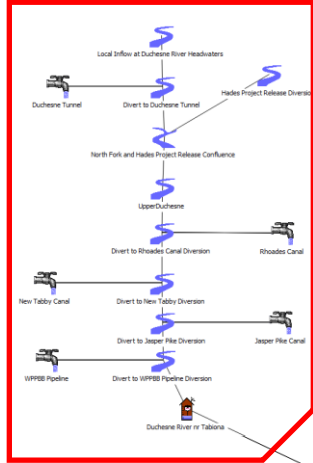 Local Inflow at Duchesne River Headwaters
Hades Project Release Diversio
Duchesne Tunnel
Divert to Duchesne Tunnel
North Fork and Hades Project Release Confluence
UpperDuchesne
Divert to Rhoades Canal Diversion
Rhoades Canal
New Tabby Canal
Divert to New Tabby Diversion
Divert to Jasper Pike Diversion
Jasper Pike Canal
WPPBB Pipeline
Divert to WPPBB Pipeline Diversion
Duchesne River nr Tabiona